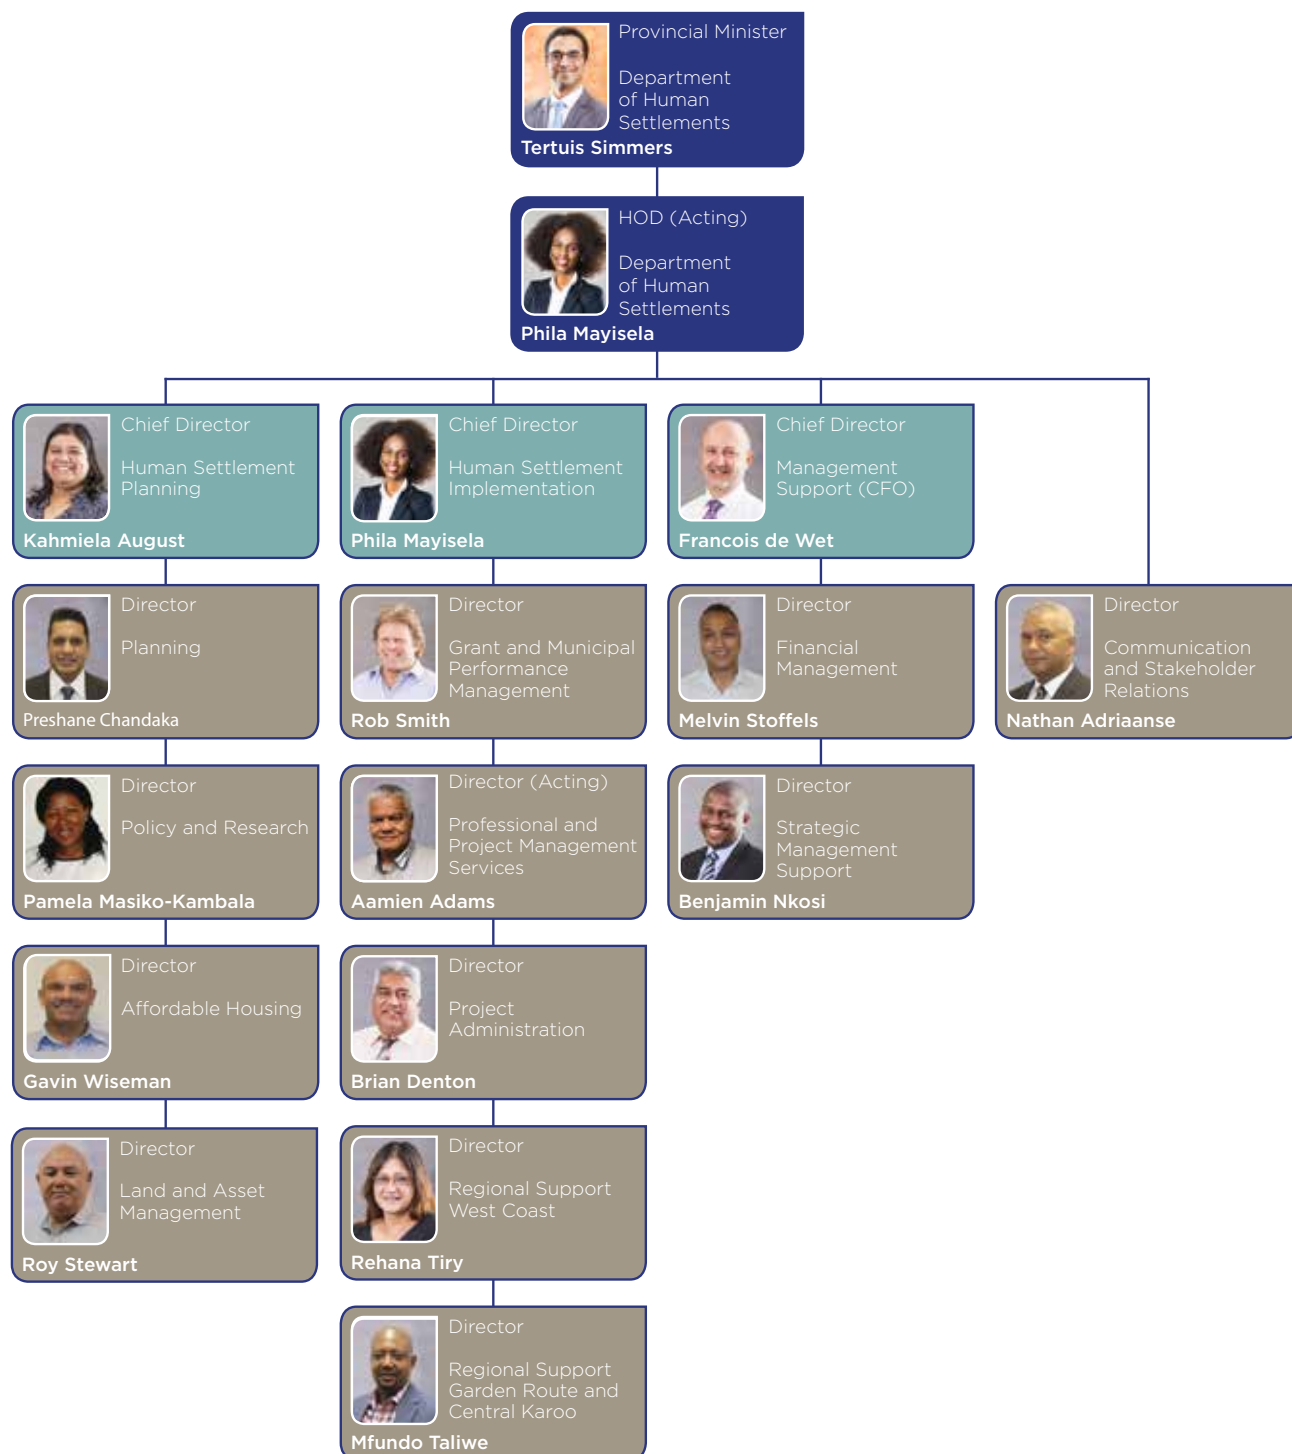 Provincial Minister
Department
of Human
Settlements
Tertuis Simmers
HOD (Acting)
Department
of Human
Settlements
Phila Mayisela
Chief Director
Human Settlement
Planning
Kahmiela August
Chief Director
Human Settlement
Implementation
Phila Mayisela
Chief Director
Management
Support (CFO)
Francois de Wet
Director
Planning
Preshane Chandaka
Director
Grant and Municipal
Performance
Management
Rob Smith
Director
Financial
Management
Melvin Stoffels
Director
Communication
and Stakeholder
Relations
Nathan Adriaanse
Director
Policy and Research
Pamela Masiko-Kambala
Director (Acting)
Professional and
Project Management
Services
Aamien Adams
Director
Strategic
Management
Support
Benjamin Nkosi
Director
Affordable Housing
Gavin Wiseman
Director
Project
Administration
Brian Denton
Director
Land and Asset
Management
Roy Stewart
Director
Regional Support
West Coast
Rehana Tiry
Director
Regional Support
Garden Route and
Central Karoo
Mfundo Taliwe